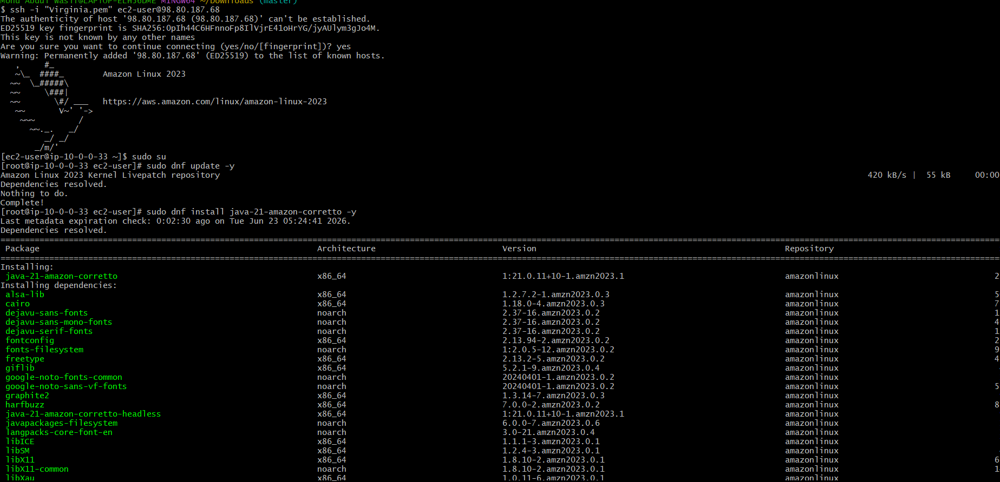 Mohd Abdul Wasil@LAPTOP-ELH56DME MINGW64 ~/Downloads (master)
$ ssh -i "Virginia.pem" ec2-user@98.80.187.68
The authenticity of host '98.80.187.68 (98.80.187.68)' can't be established.
ED25519 key fingerprint is SHA256:OpIh44C6HFnnoFp8IlVjrE41oHrYG/jyAUlym3gJo4M.
This key is not known by any other names
Are you sure you want to continue connecting (yes/no/[fingerprint])? yes
Warning: Permanently added '98.80.187.68' (ED25519) to the list of known hosts.
   ,     #_
   ~\_  ####_        Amazon Linux 2023
  ~~  \_#####\
  ~~     \###|
  ~~       \#/ ___   https://aws.amazon.com/linux/amazon-linux-2023
   ~~       V~' '->
    ~~~         /
      ~~._.   _/
         _/ _/
       _/m/'
[ec2-user@ip-10-0-0-33 ~]$ sudo su
[root@ip-10-0-0-33 ec2-user]# sudo dnf update -y
Amazon Linux 2023 Kernel Livepatch repository 420 kB/s | 55 kB 00:00
Dependencies resolved.
Nothing to do.
Complete!
[root@ip-10-0-0-33 ec2-user]# sudo dnf install java-21-amazon-corretto -y
Last metadata expiration check: 0:02:30 ago on Tue Jun 23 05:24:41 2026.
Dependencies resolved.
Package Architecture Version Repository
Installing:
java-21-amazon-corretto x86_64 1:21.0.11+10-1.amzn2023.1 amazonlinux 2
Installing dependencies:
alsa-lib x86_64 1.2.7.2-1.amzn2023.0.3 amazonlinux 5
cairo x86_64 1.18.0-4.amzn2023.0.3 amazonlinux 7
dejavu-sans-fonts noarch 2.37-16.amzn2023.0.2 amazonlinux 1
dejavu-sans-mono-fonts noarch 2.37-16.amzn2023.0.2 amazonlinux 4
dejavu-serif-fonts noarch 2.37-16.amzn2023.0.2 amazonlinux 1
fontconfig x86_64 2.13.94-2.amzn2023.0.2 amazonlinux 2
fonts-filesystem noarch 1:2.0.5-12.amzn2023.0.2 amazonlinux 9
freetype x86_64 2.13.2-5.amzn2023.0.2 amazonlinux 4
giflib x86_64 5.2.1-9.amzn2023.0.4 amazonlinux
google-noto-fonts-common noarch 20240401-1.amzn2023.0.2 amazonlinux
google-noto-sans-vf-fonts noarch 20240401-1.amzn2023.0.2 amazonlinux 5
graphite2 x86_64 1.3.14-7.amzn2023.0.3 amazonlinux
harfbuzz x86_64 7.0.0-2.amzn2023.0.2 amazonlinux 8
java-21-amazon-corretto-headless x86_64 1:21.0.11+10-1.amzn2023.1 amazonlinux
javapackages-filesystem noarch 6.0.0-7.amzn2023.0.6 amazonlinux
langpacks-core-font-en noarch 3.0-21.amzn2023.0.4 amazonlinux
libICE x86_64 1.1.1-3.amzn2023.0.1 amazonlinux
libSM x86_64 1.2.4-3.amzn2023.0.1 amazonlinux
libX11 x86_64 1.8.10-2.amzn2023.0.1 amazonlinux 6
libX11-common noarch 1.8.10-2.amzn2023.0.1 amazonlinux 1
libXau x86_64 1.0.11-6.amzn2023.0.1 amazonlinux